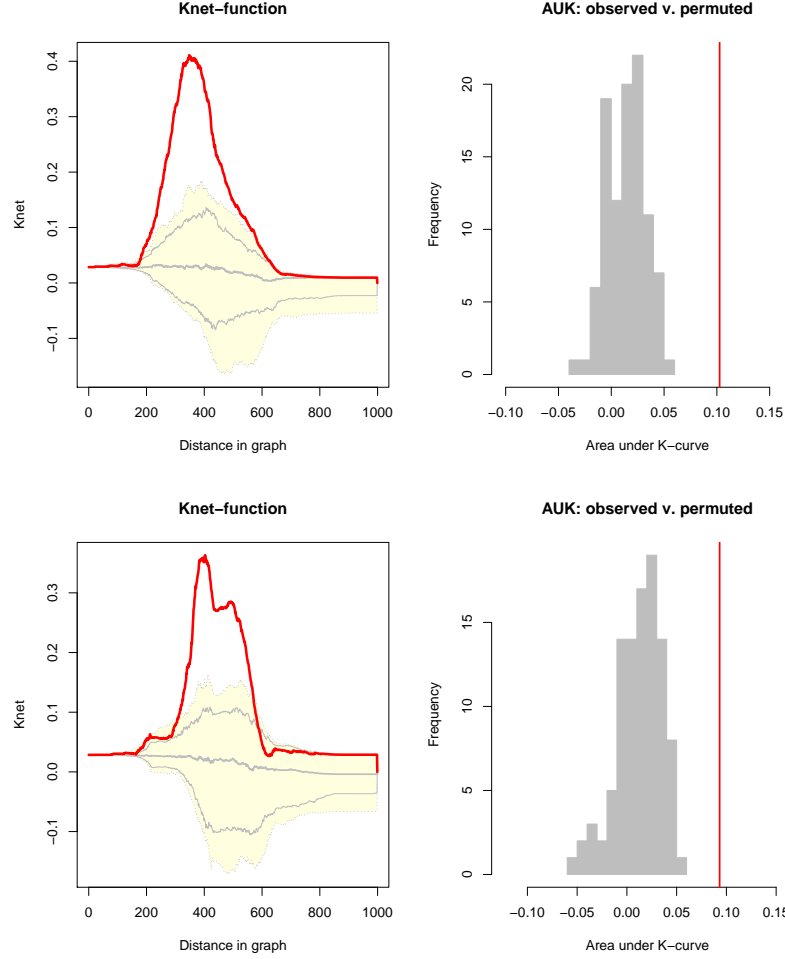 Knet−function
Knet
0.4
0.3
0.2
0.1
0.0
−0.1
0 200 400 600 800 1000
Distance in graph
AUK: observed v. permuted
Frequency
20
15
10
5
0
−0.10 −0.05 0.00 0.05 0.10 0.15
Area under K−curve
Knet−function
Knet
0.3
0.2
0.1
0.0
−0.1
0 200 400 600 800 1000
Distance in graph
AUK: observed v. permuted
Frequency
15
10
5
0
−0.10 −0.05 0.00 0.05 0.10 0.15
Area under K−curve